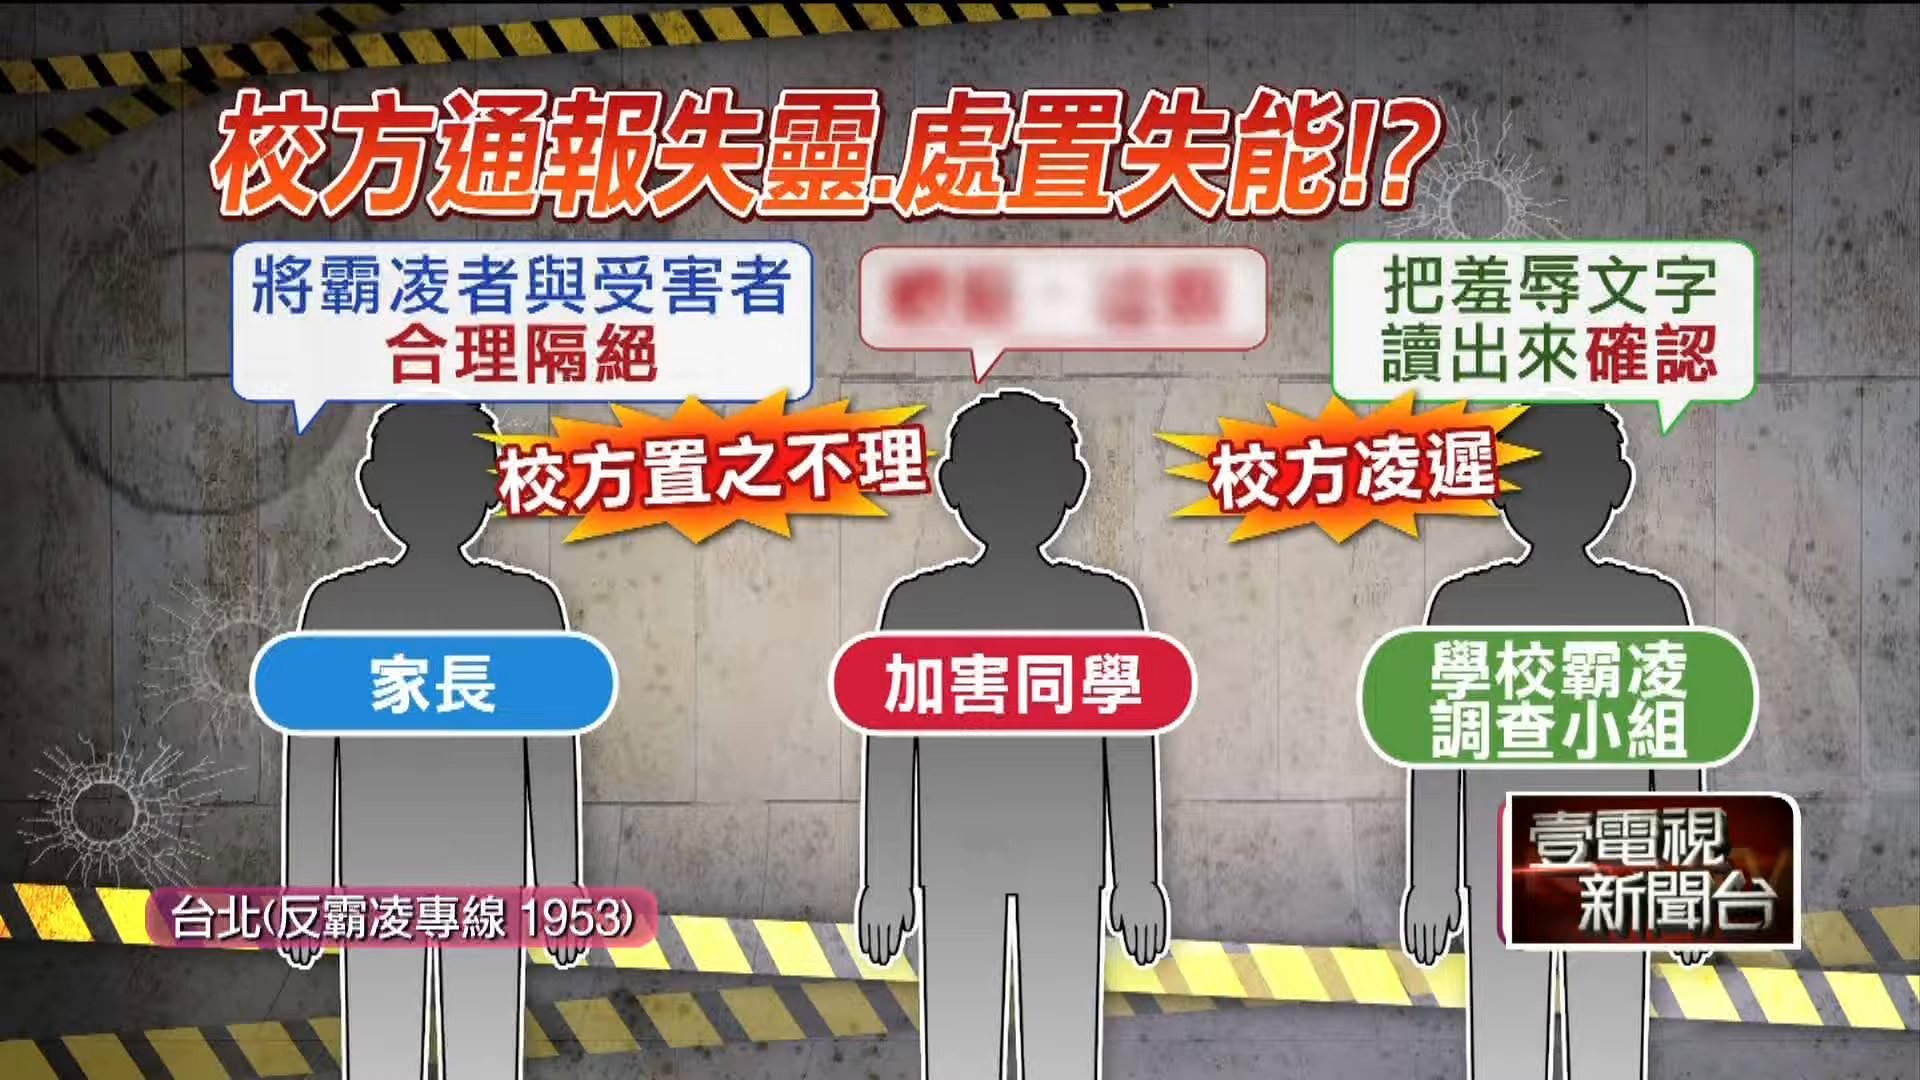 校方通報失靈.處置失能!?
將霸凌者與受害者
合理隔絕
把羞辱文字
讀出來確認
校方置之不理
校方凌遲
家長
加害同學
學校霸凌
調查小組
台北(反霸凌專線 1953)
壹電視
新聞台